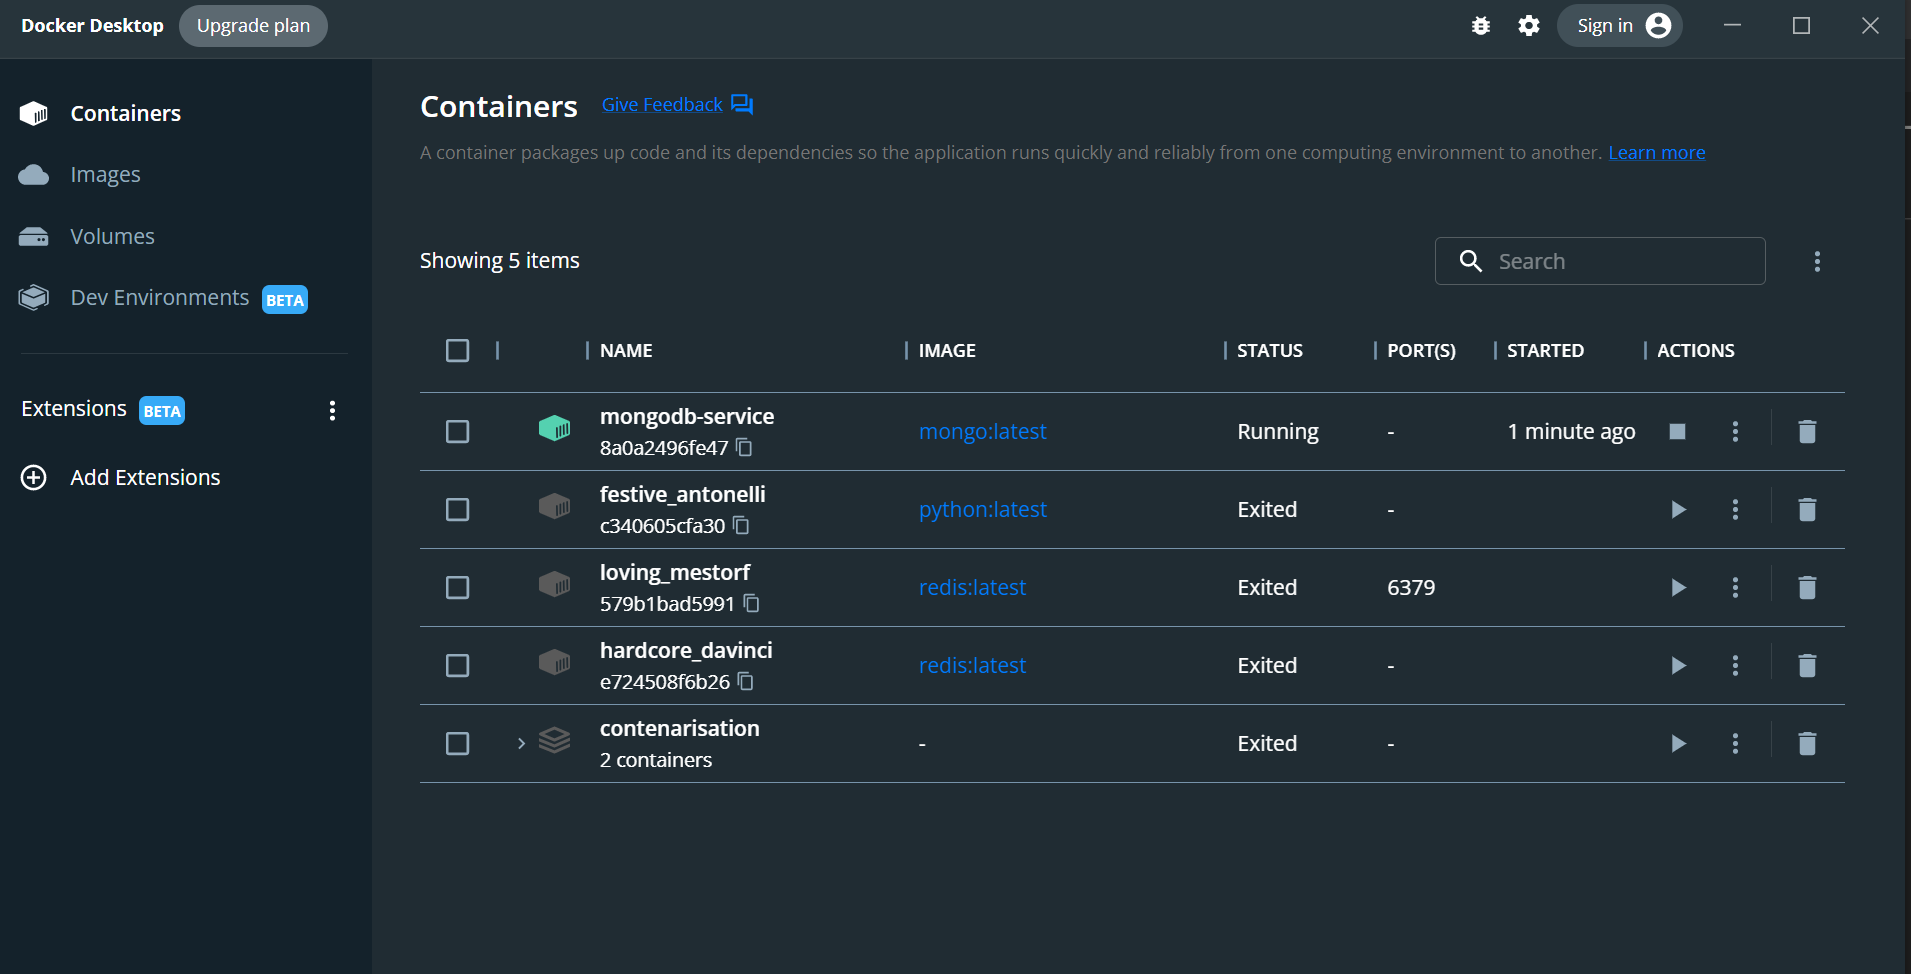 Docker Desktop Upgrade plan Sign in
Containers
Images
Volumes
Dev Environments BETA
Extensions BETA
Add Extensions
Containers Give Feedback
A container packages up code and its dependencies so the application runs quickly and reliably from one computing environment to another. Learn more
Showing 5 items Search
NAME IMAGE STATUS PORT(S) STARTED ACTIONS
mongodb-service
8a0a2496fe47 mongo:latest Running - 1 minute ago
festive_antonelli
c340605cfa30 python:latest Exited -
loving_mestorf
579b1bad5991 redis:latest Exited 6379
hardcore_davinci
e724508f6b26 redis:latest Exited -
contenarisation
2 containers - Exited -